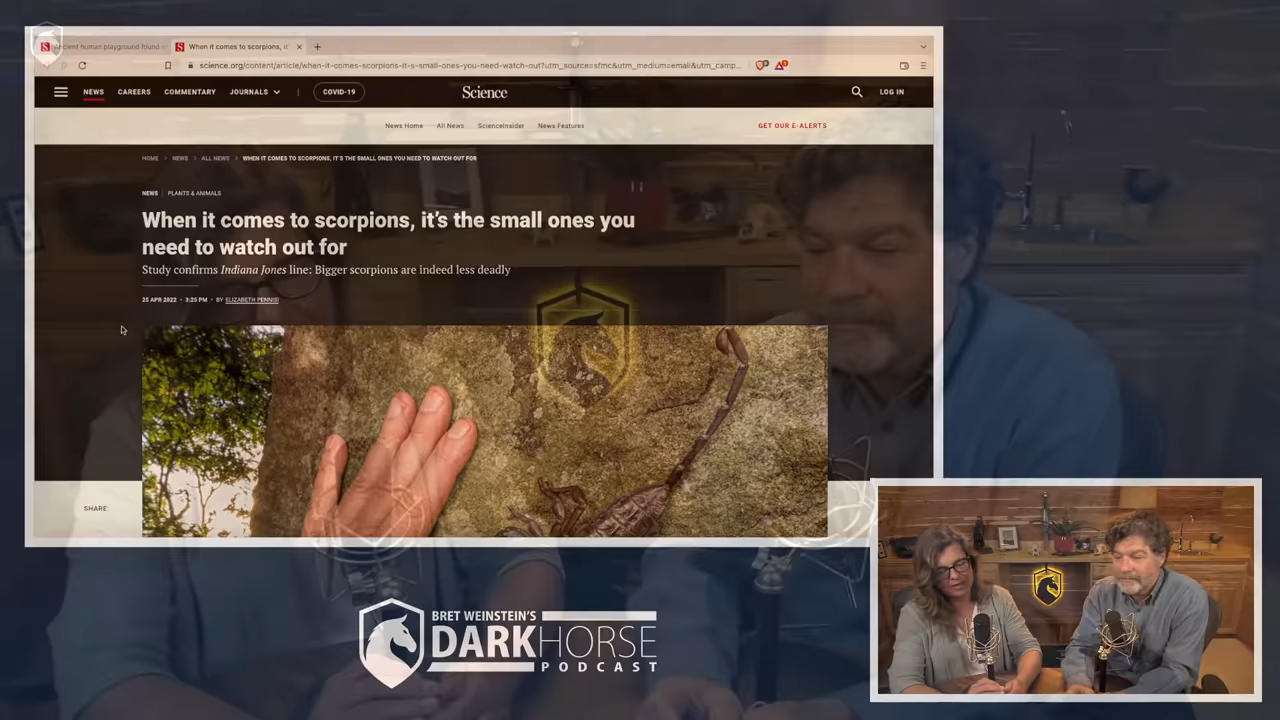 ancient human playground found
When it comes to scorpions, it
science.org/content/article/when-it-comes-scorpions-it-s-small-ones-you-need-watch-out?utm_source=sfmc&utm_medium=email&utm_camp...
NEWS CAREERS COMMENTARY JOURNALS | COVID-19 Science LOG IN
News Home All News ScienceInsider News Features GET OUR E-ALERTS
HOME > NEWS > ALL NEWS > WHEN IT COMES TO SCORPIONS, IT'S THE SMALL ONES YOU NEED TO WATCH OUT FOR
NEWS | PLANTS & ANIMALS
When it comes to scorpions, it's the small ones you
need to watch out for
Study confirms Indiana Jones line: Bigger scorpions are indeed less deadly
25 APR 2022 • 3:25 PM • BY ELIZABETH PENNISI
SHARE:
BRET WEINSTEIN'S
DARKHORSE
PODCAST